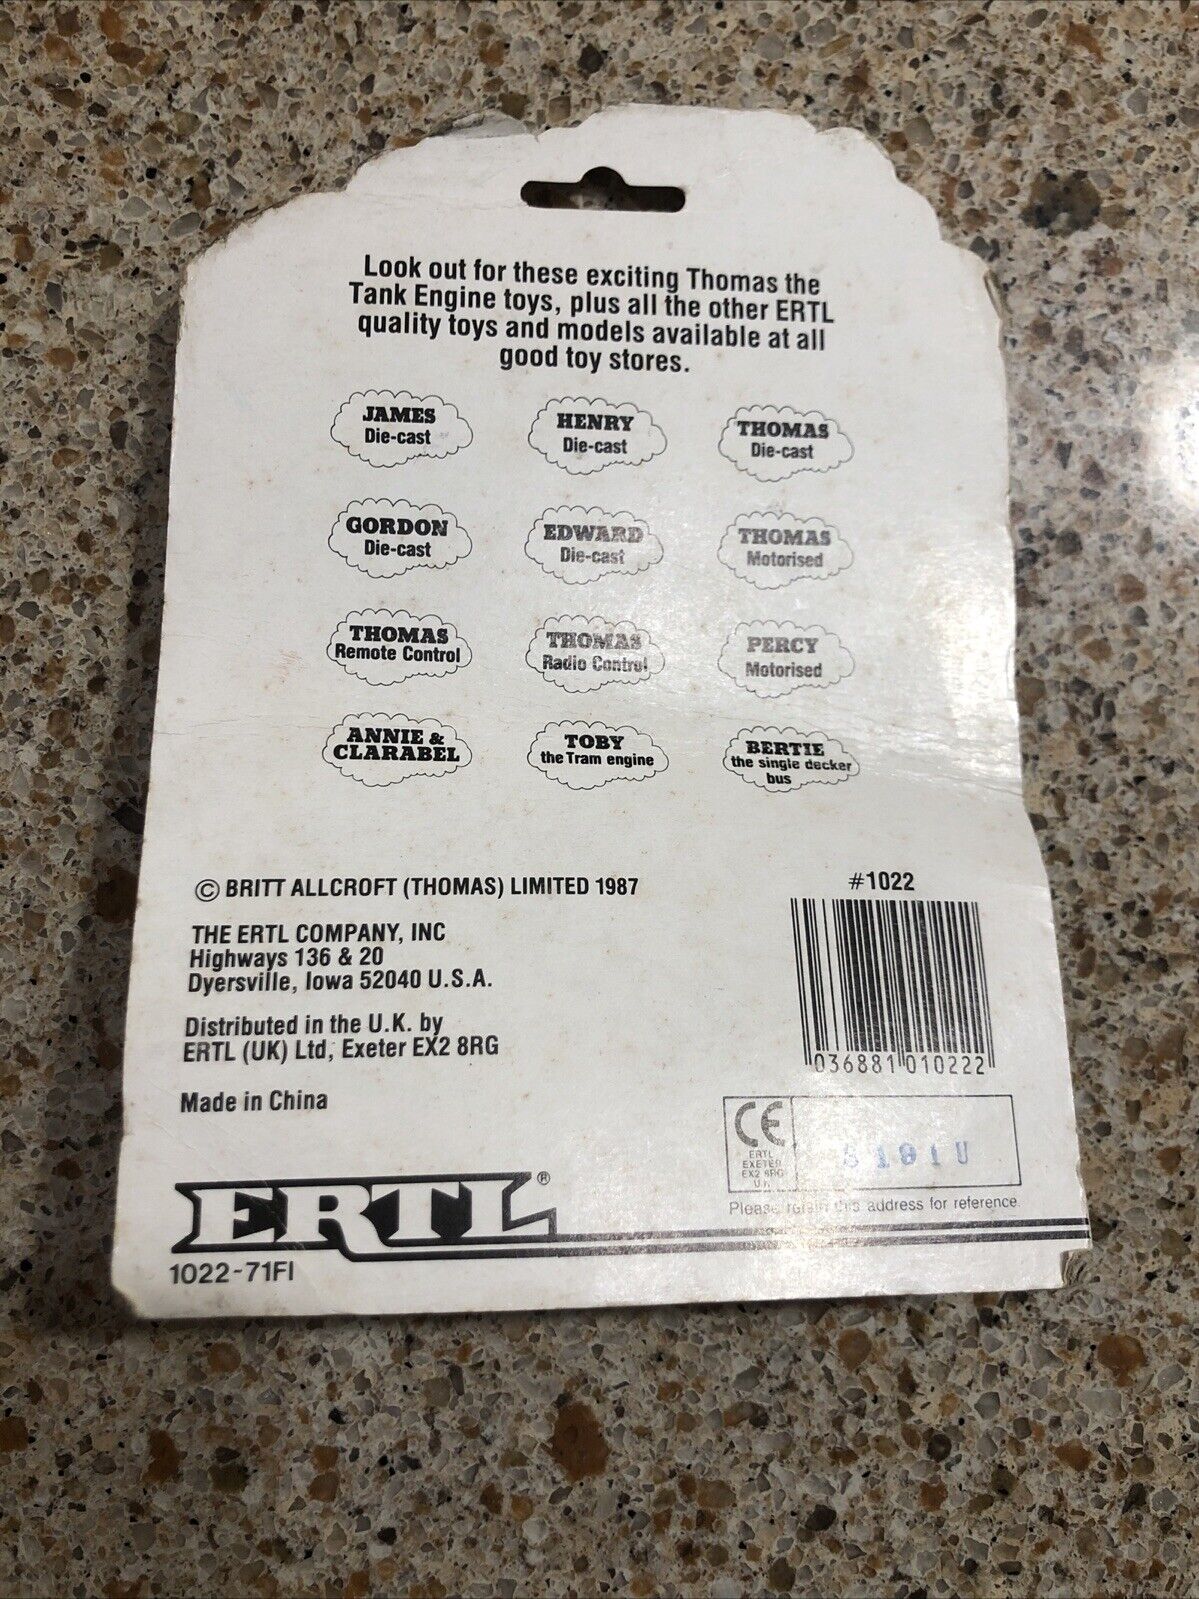 Look out for these exciting Thomas the
Tank Engine toys, plus all the other ERTL
quality toys and models available at all
good toy stores.
JAMES
Die-cast
HENRY
Die-cast
THOMAS
Die-cast
GORDON
Die-cast
EDWARD
Die-cast
THOMAS
Motorised
THOMAS
Remote Control
THOMAS
Radio Control
PERCY
Motorised
ANNIE &
CLARABEL
TOBY
the Tram engine
BERTIE
the single decker
bus
© BRITT ALLCROFT (THOMAS) LIMITED 1987
THE ERTL COMPANY, INC
Highways 136 & 20
Dyersville, Iowa 52040 U.S.A.
Distributed in the U.K. by
ERTL (UK) Ltd, Exeter EX2 8RG
Made in China
#1022
036881 010222
CE
ERTL
EXETER
EX2 8RG
U.K.
5191U
Please retain this address for reference.
ERTL®
1022-71FI